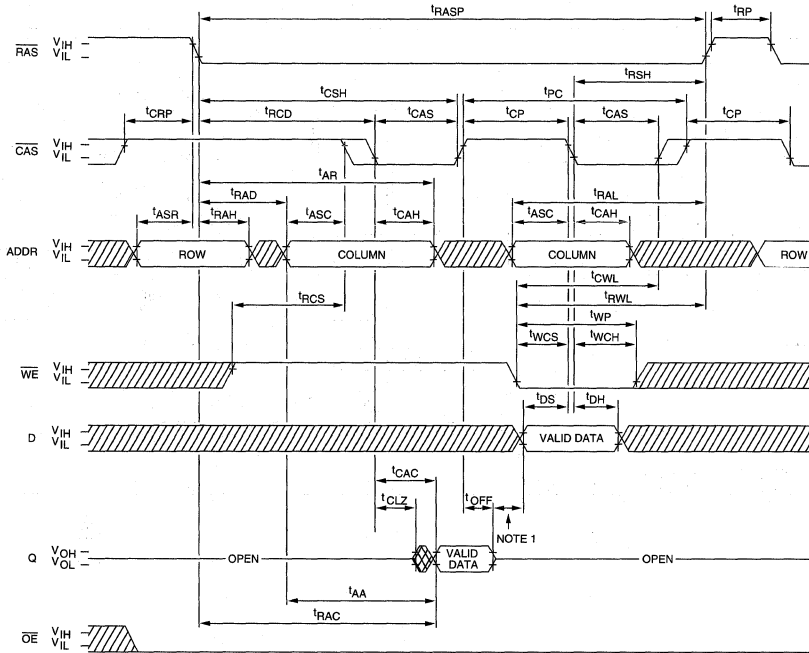 tRASP
tRP
RAS VIH
VIL
tCSH
tPC
tRSH
tCRP
tRCD
tCAS
tCP
tCAS
tCP
CAS VIH
VIL
tAR
tRAD
tRAL
tASR
tRAH
tASC
tCAH
tASC
tCAH
ADDR VIH
VIL
ROW
COLUMN
COLUMN
ROW
tCWL
tRCS
tRWL
tWP
tWCS
tWCH
WE VIH
VIL
tDS
tDH
D VIH
VIL
VALID DATA
tCAC
tCLZ
tOFF
NOTE 1
Q VOH
VOL
OPEN
VALID
DATA
OPEN
tAA
tRAC
OE VIH
VIL